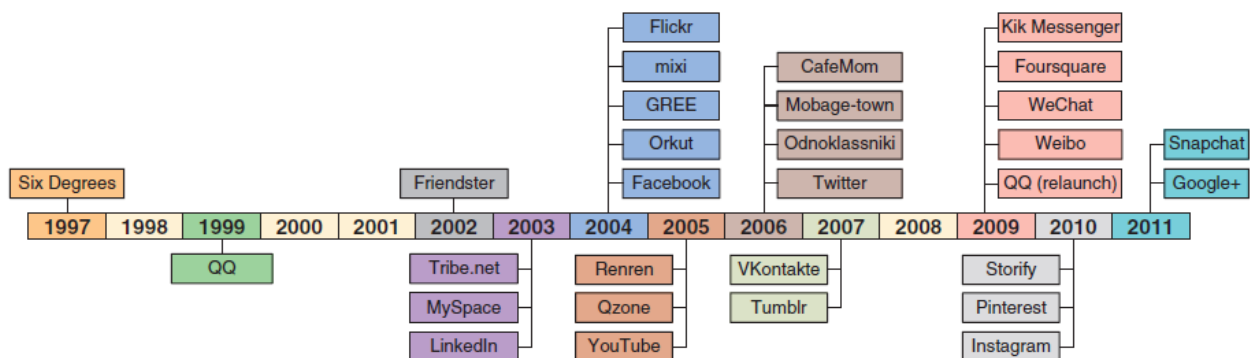 Flickr
mixi
GREE
Orkut
Facebook
CafeMom
Mobage-town
Odnoklassniki
Twitter
Kik Messenger
Foursquare
WeChat
Weibo
QQ (relaunch)
Snapchat
Google+
Six Degrees
Friendster
1997 1998 1999 2000 2001 2002 2003 2004 2005 2006 2007 2008 2009 2010 2011
QQ
Tribe.net
MySpace
LinkedIn
Renren
Qzone
YouTube
VKontakte
Tumblr
Storify
Pinterest
Instagram